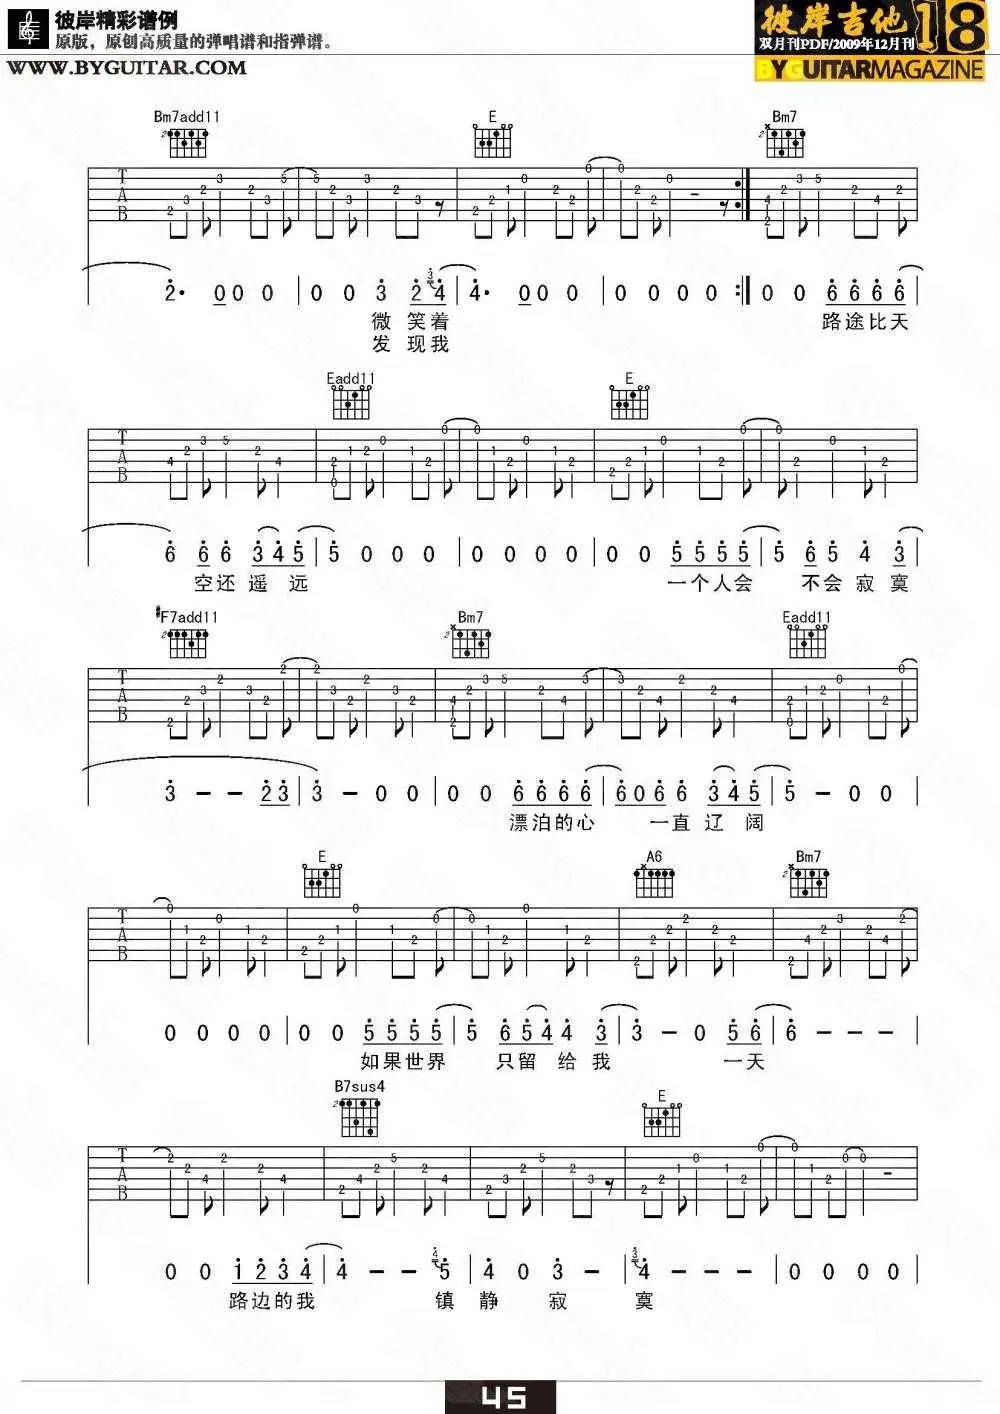 彼岸精彩谱例
原版，原创高质量的弹唱谱和指弹谱。
WWW.BYGUITAR.COM
彼岸吉他 18
双月刊PDF/2009年12月刊
BYGUITARMAGAZINE
Bm7add11 E Bm7
2· 0 0 0 0 0 3 2 4 4· 0 0 0 0 0 0 0 0 0 6 6 6 6
微 笑着 路途比天
发 现我
Eadd11 E
6 6 6 3 4 5 5 0 0 0 0 0 0 0 0 0 5 5 5 5 5 6 5 4 3
空还 遥 远 一个人会 不会 寂 寞
#F7add11 Bm7 Eadd11
3 - - 2 3 3 - 0 0 0 0 6 6 6 6 6 0 6 6 3 4 5 5 - 0 0
漂泊的心 一直 辽 阔
E A6 Bm7
0 0 0 0 0 0 5 5 5 5 5 6 5 4 4 3 3 - 0 5 6 6 - - -
如果世界 只留 给 我 一天
B7sus4 E
0 0 1 2 3 4 4 - - 5 4 0 3 - 4 - - - 0 0 0 0
路边的我 镇 静 寂 寞
45